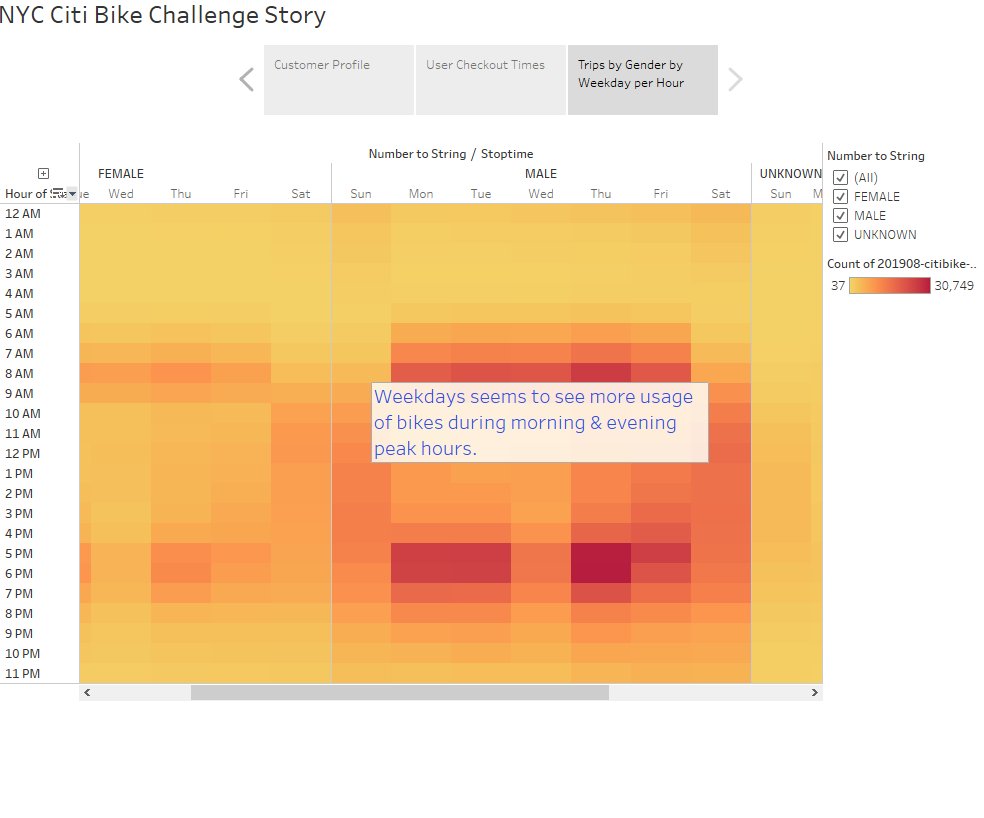 NYC Citi Bike Challenge Story
Customer Profile
User Checkout Times
Trips by Gender by
Weekday per Hour
Number to String / Stoptime
FEMALE MALE UNKNOWN
Hour of Wed Thu Fri Sat Sun Mon Tue Wed Thu Fri Sat Sun M
12 AM
1 AM
2 AM
3 AM
4 AM
5 AM
6 AM
7 AM
8 AM
9 AM
10 AM
11 AM
12 PM
1 PM
2 PM
3 PM
4 PM
5 PM
6 PM
7 PM
8 PM
9 PM
10 PM
11 PM
Weekdays seems to see more usage
of bikes during morning & evening
peak hours.
Number to String
(All)
FEMALE
MALE
UNKNOWN
Count of 201908-citibike-..
37 30,749